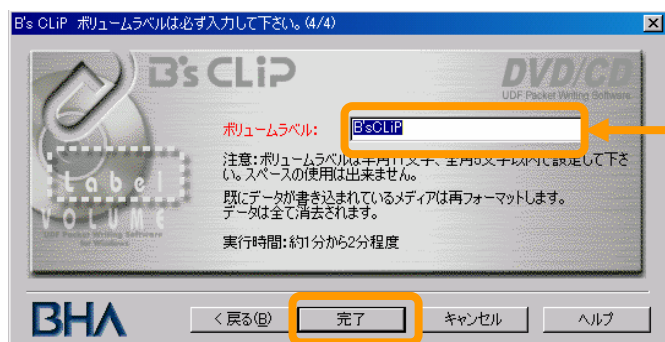 B's CLiP ボリュームラベルは必ず入力して下さい。(4/4)
B's CLiP
DVD/CD
UDF Packet Writing Software
ボリュームラベル:
B'sCLiP
注意:ボリュームラベルは半角11文字、全角5文字以内で設定して下さ
い。スペースの使用は出来ません。
既にデータが書き込まれているメディアは再フォーマットします。
データは全て消去されます。
実行時間:約1分から2分程度
Label
VOLUME
UDF Packet Writing Software
for Windows
BHA
< 戻る(B)
完了
キャンセル
ヘルプ